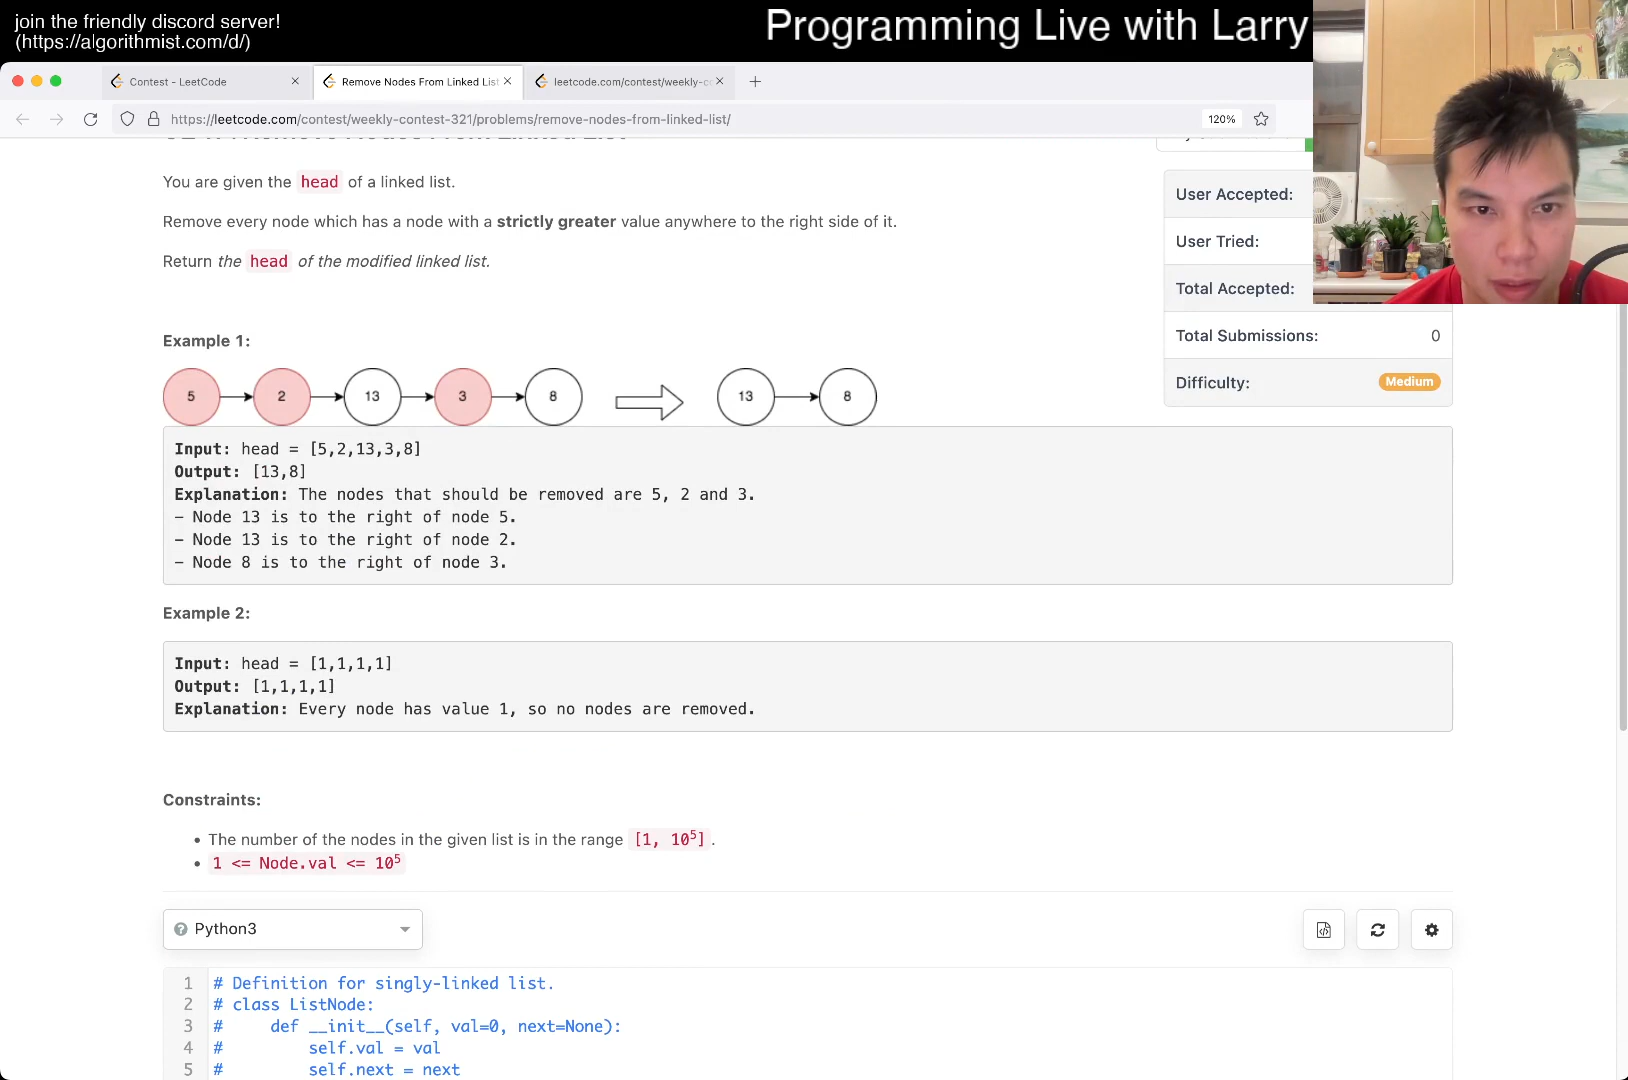 join the friendly discord server!
(https://algorithmist.com/d/)
Programming Live with Larry
Contest - LeetCode
Remove Nodes From Linked List
leetcode.com/contest/weekly-c
https://leetcode.com/contest/weekly-contest-321/problems/remove-nodes-from-linked-list/
120%
You are given the head of a linked list.
Remove every node which has a node with a strictly greater value anywhere to the right side of it.
Return the head of the modified linked list.
User Accepted:
User Tried:
Total Accepted:
Total Submissions: 0
Difficulty: Medium
Example 1:
5 2 13 3 8 13 8
Input: head = [5,2,13,3,8]
Output: [13,8]
Explanation: The nodes that should be removed are 5, 2 and 3.
- Node 13 is to the right of node 5.
- Node 13 is to the right of node 2.
- Node 8 is to the right of node 3.
Example 2:
Input: head = [1,1,1,1]
Output: [1,1,1,1]
Explanation: Every node has value 1, so no nodes are removed.
Constraints:
• The number of the nodes in the given list is in the range [1, 10⁵].
• 1 <= Node.val <= 10⁵
Python3
1 # Definition for singly-linked list.
2 # class ListNode:
3 #     def __init__(self, val=0, next=None):
4 #         self.val = val
5 #         self.next = next